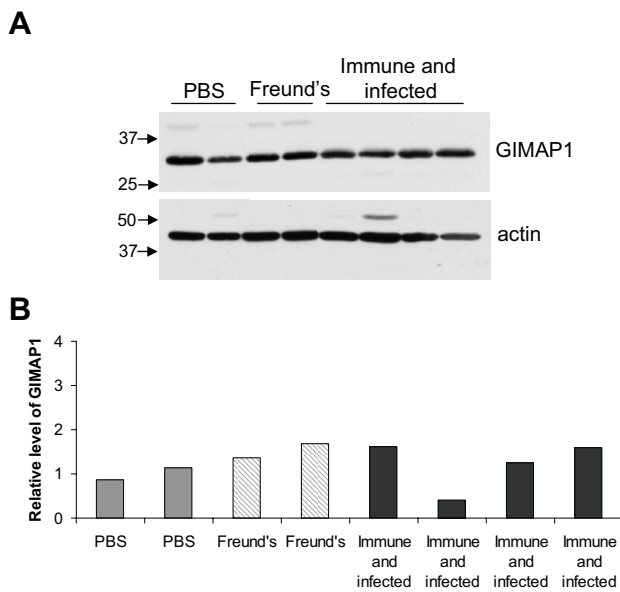 A
PBS
Freund's
Immune and
infected
37
25
GIMAP1
50
37
actin
B
Relative level of GIMAP1
4
3
2
1
0
PBS PBS Freund's Freund's Immune Immune Immune Immune
and and and and
infected infected infected infected